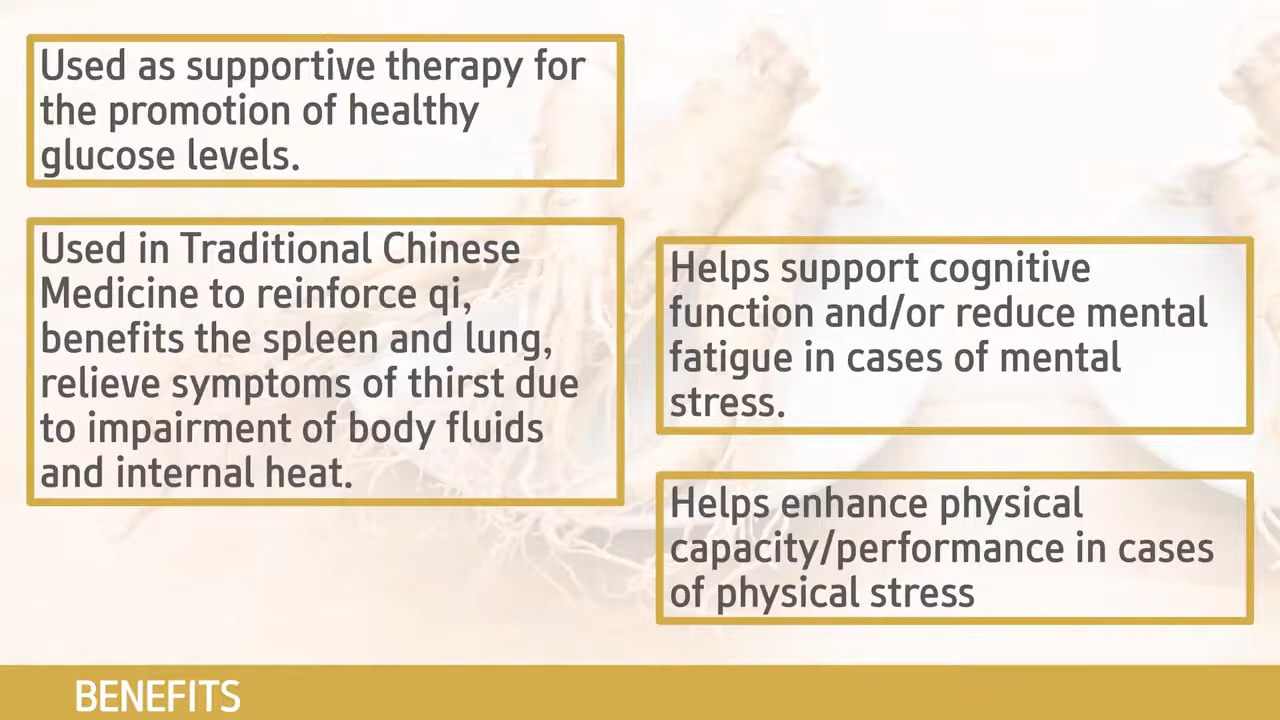 Used as supportive therapy for
the promotion of healthy
glucose levels.
Used in Traditional Chinese
Medicine to reinforce qi,
benefits the spleen and lung,
relieve symptoms of thirst due
to impairment of body fluids
and internal heat.
Helps support cognitive
function and/or reduce mental
fatigue in cases of mental
stress.
Helps enhance physical
capacity/performance in cases
of physical stress
BENEFITS